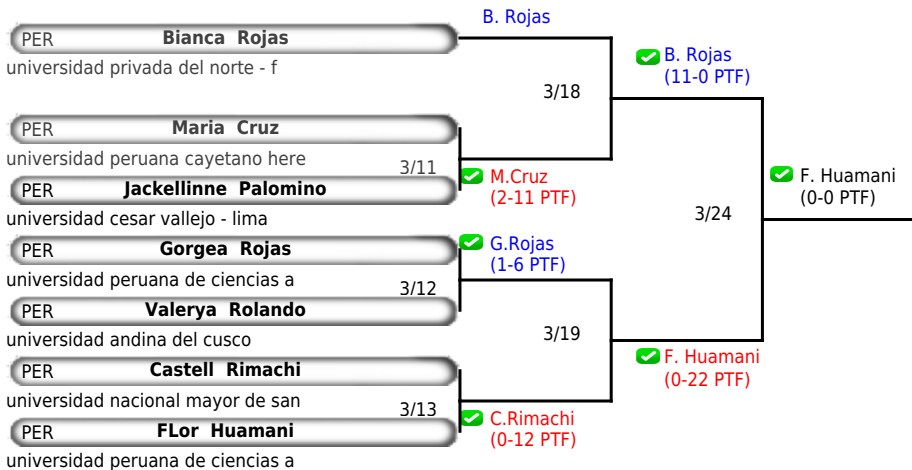 B. Rojas
PER Bianca Rojas
universidad privada del norte - f
B. Rojas
(11-0 PTF)
3/18
PER Maria Cruz
universidad peruana cayetano here
3/11
M.Cruz
(2-11 PTF)
PER Jackellinne Palomino
universidad cesar vallejo - lima
F. Huamani
(0-0 PTF)
3/24
PER Gorgea Rojas
universidad peruana de ciencias a
G.Rojas
(1-6 PTF)
3/12
PER Valerya Rolando
universidad andina del cusco
3/19
PER Castell Rimachi
universidad nacional mayor de san
F. Huamani
(0-22 PTF)
3/13
C.Rimachi
(0-12 PTF)
PER FLor Huamani
universidad peruana de ciencias a